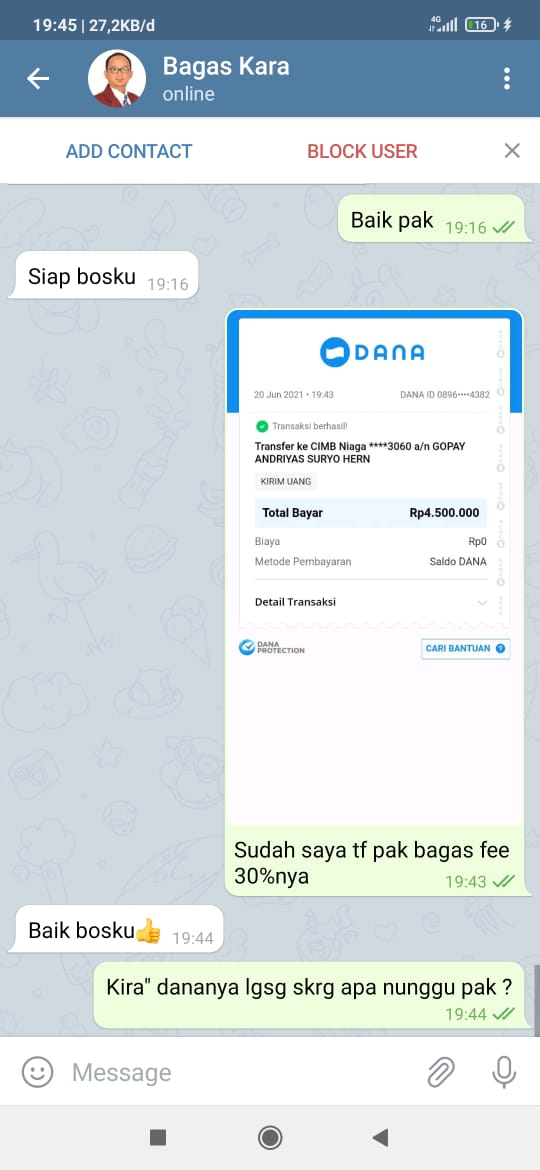 19:45 | 27,2KB/d
4G
16
Bagas Kara
online
ADD CONTACT
BLOCK USER
Baik pak 19:16
Siap bosku 19:16
DANA
20 Jun 2021 • 19:43
DANA ID 0896····4382
Transaksi berhasil!
Transfer ke CIMB Niaga ****3060 a/n GOPAY
ANDRIYAS SURYO HERN
KIRIM UANG
Total Bayar Rp4.500.000
Biaya Rp0
Metode Pembayaran Saldo DANA
Detail Transaksi
DANA
PROTECTION
CARI BANTUAN ?
Sudah saya tf pak bagas fee
30%nya 19:43
Baik bosku👍 19:44
Kira" dananya lgsg skrg apa nunggu pak ?
19:44
Message